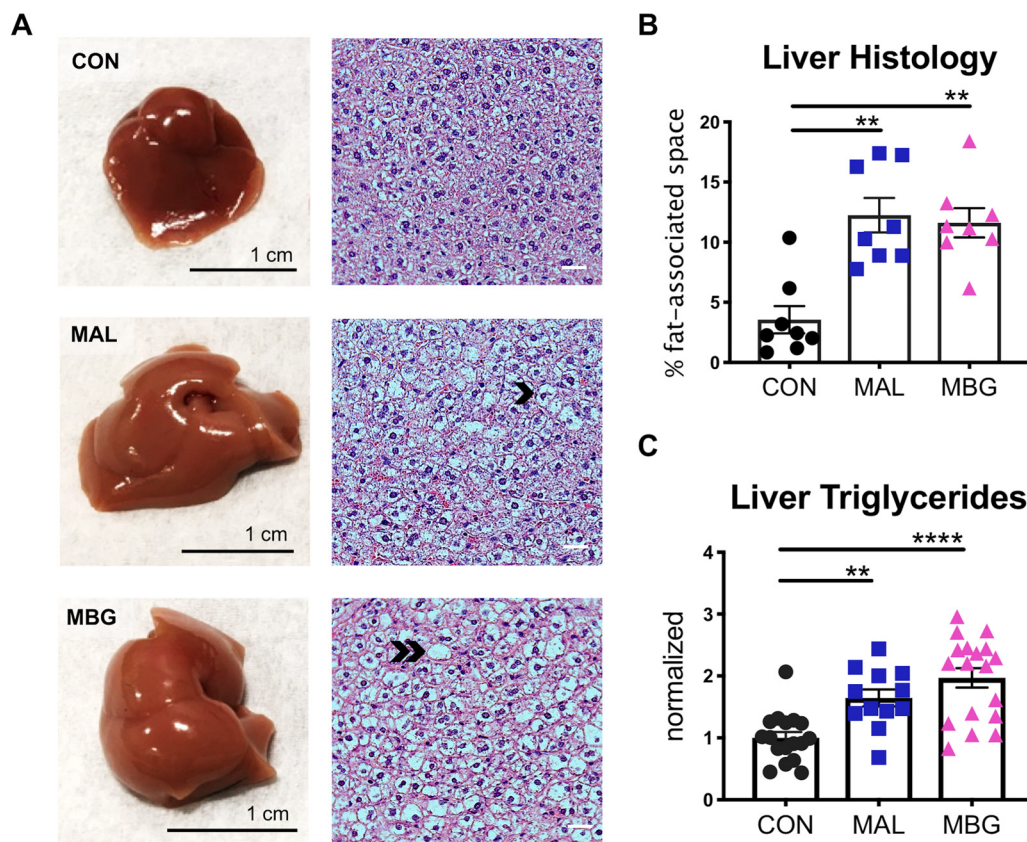 A
CON
1 cm
MAL
1 cm
MBG
1 cm
B
Liver Histology
**
**
% fat-associated space
20
15
10
5
0
CON MAL MBG
C
Liver Triglycerides
****
**
normalized
4
3
2
1
0
CON MAL MBG